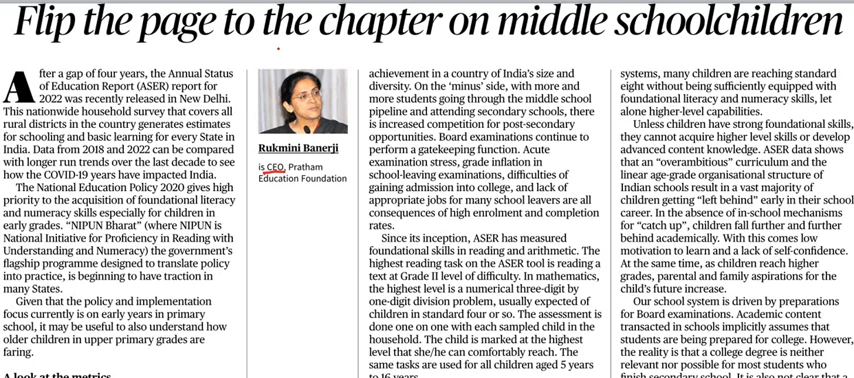 Flip the page to the chapter on middle schoolchildren
After a gap of four years, the Annual Status
of Education Report (ASER) report for
2022 was recently released in New Delhi.
This nationwide household survey that covers all
rural districts in the country generates estimates
for schooling and basic learning for every State in
India. Data from 2018 and 2022 can be compared
with longer run trends over the last decade to see
how the COVID-19 years have impacted India.
The National Education Policy 2020 gives high
priority to the acquisition of foundational literacy
and numeracy skills especially for children in
early grades. “NIPUN Bharat” (where NIPUN is
National Initiative for Proficiency in Reading with
Understanding and Numeracy) the government’s
flagship programme designed to translate policy
into practice, is beginning to have traction in
many States.
Given that the policy and implementation
focus currently is on early years in primary
school, it may be useful to also understand how
older children in upper primary grades are
faring.
A look at the metrics
Rukmini Banerji
is CEO, Pratham
Education Foundation
achievement in a country of India’s size and
diversity. On the ‘minus’ side, with more and
more students going through the middle school
pipeline and attending secondary schools, there
is increased competition for post-secondary
opportunities. Board examinations continue to
perform a gatekeeping function. Acute
examination stress, grade inflation in
school-leaving examinations, difficulties of
gaining admission into college, and lack of
appropriate jobs for many school leavers are all
consequences of high enrolment and completion
rates.
Since its inception, ASER has measured
foundational skills in reading and arithmetic. The
highest reading task on the ASER tool is reading a
text at Grade II level of difficulty. In mathematics,
the highest level is a numerical three-digit by
one-digit division problem, usually expected of
children in standard four or so. The assessment is
done one on one with each sampled child in the
household. The child is marked at the highest
level that she/he can comfortably reach. The
same tasks are used for all children aged 5 years
to 16 years.
systems, many children are reaching standard
eight without being sufficiently equipped with
foundational literacy and numeracy skills, let
alone higher-level capabilities.
Unless children have strong foundational skills,
they cannot acquire higher level skills or develop
advanced content knowledge. ASER data shows
that an “overambitious” curriculum and the
linear age-grade organisational structure of
Indian schools result in a vast majority of
children getting “left behind” early in their school
career. In the absence of in-school mechanisms
for “catch up”, children fall further and further
behind academically. With this comes low
motivation to learn and a lack of self-confidence.
At the same time, as children reach higher
grades, parental and family aspirations for the
child’s future increase.
Our school system is driven by preparations
for Board examinations. Academic content
transacted in schools implicitly assumes that
students are being prepared for college. However,
the reality is that a college degree is neither
relevant nor possible for most students who
finish secondary school. It is also not clear that a